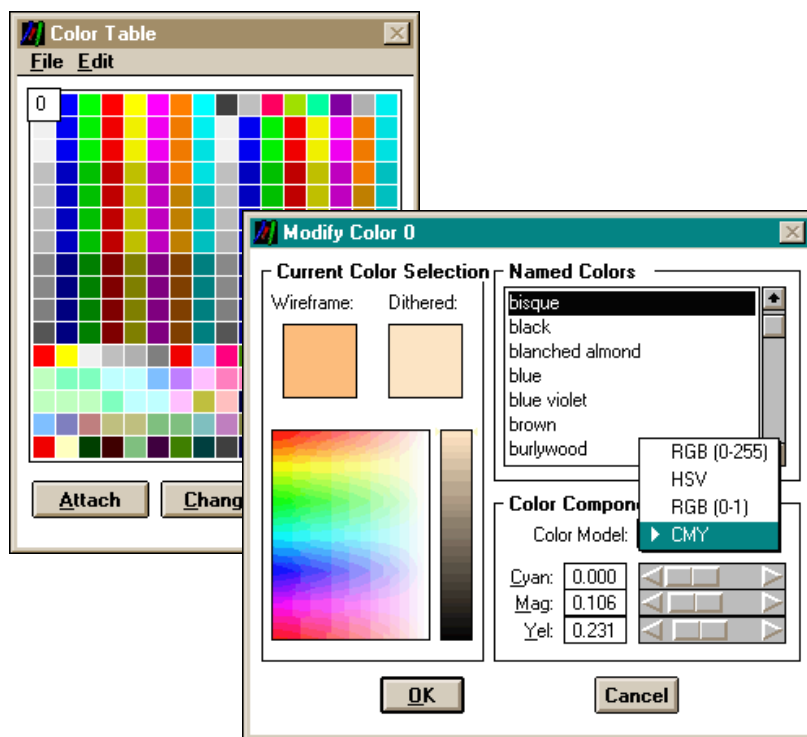 Color Table
File Edit
0
Attach Chang
Modify Color 0
Current Color Selection
Wireframe: Dithered:
Named Colors
bisque
black
blanched almond
blue
blue violet
brown
burlywood
RGB (0-255)
HSV
RGB (0-1)
CMY
Color Compon
Color Model:
Cyan: 0.000
Mag: 0.106
Yel: 0.231
OK Cancel